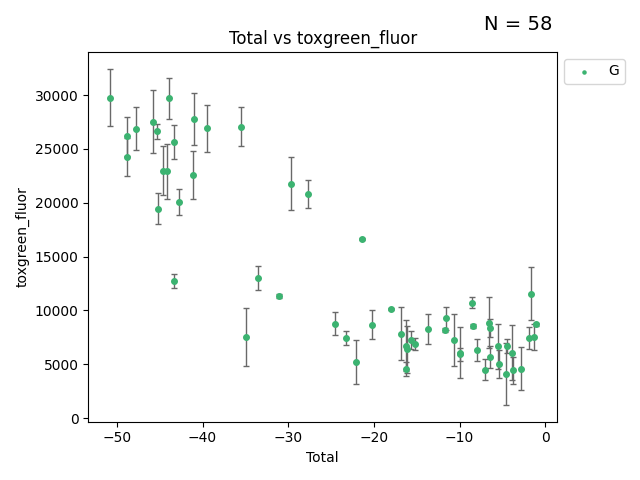 N = 58
Total vs toxgreen_fluor
G
toxgreen_fluor
30000
25000
20000
15000
10000
5000
0
−50 −40 −30 −20 −10 0
Total